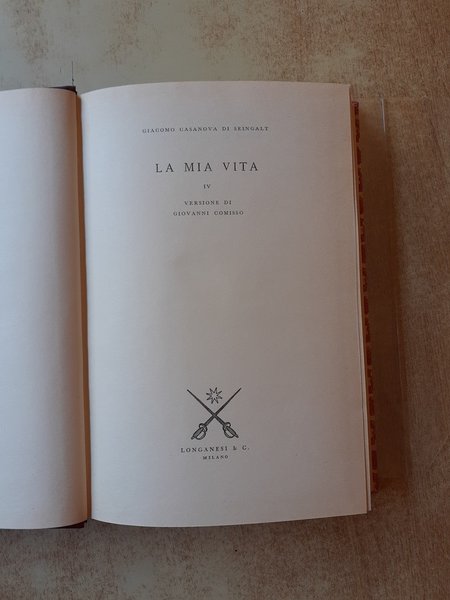 GIACOMO CASANOVA DI SEINGALT
LA MIA VITA
IV
VERSIONE DI
GIOVANNI COMISSO
LONGANESI & C.
MILANO